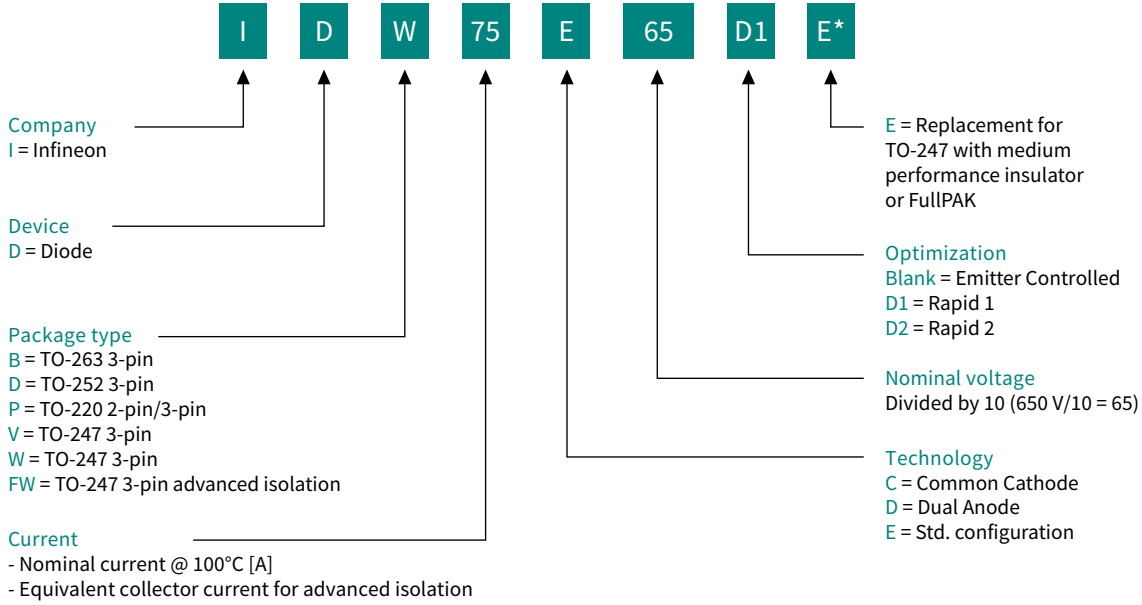 I D W 75 E 65 D1 E*
Company
I = Infineon
Device
D = Diode
Package type
B = TO-263 3-pin
D = TO-252 3-pin
P = TO-220 2-pin/3-pin
V = TO-247 3-pin
W = TO-247 3-pin
FW = TO-247 3-pin advanced isolation
Current
- Nominal current @ 100°C [A]
- Equivalent collector current for advanced isolation
E = Replacement for
TO-247 with medium
performance insulator
or FullPAK
Optimization
Blank = Emitter Controlled
D1 = Rapid 1
D2 = Rapid 2
Nominal voltage
Divided by 10 (650 V/10 = 65)
Technology
C = Common Cathode
D = Dual Anode
E = Std. configuration